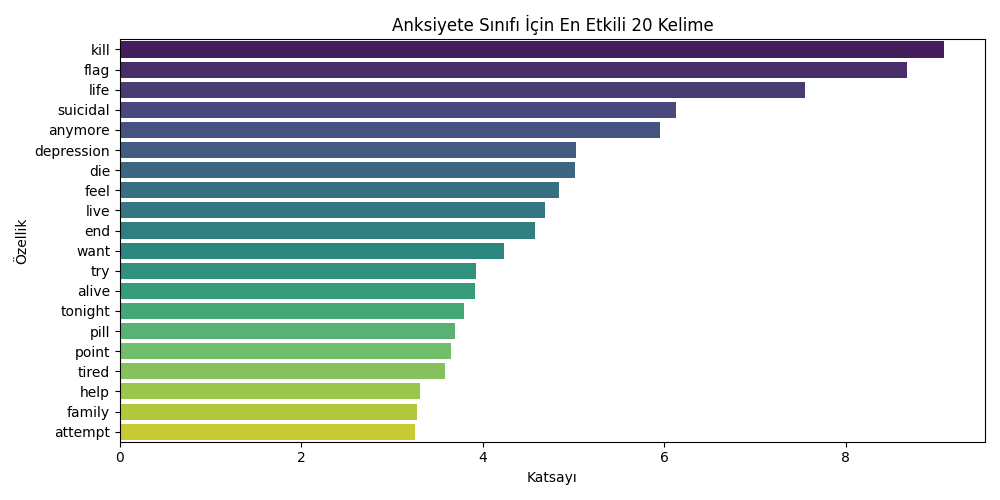 Anksiyete Sınıfı İçin En Etkili 20 Kelime
kill
flag
life
suicidal
anymore
depression
die
feel
live
end
want
try
alive
tonight
pill
point
tired
help
family
attempt
Özellik
0 2 4 6 8
Katsayı